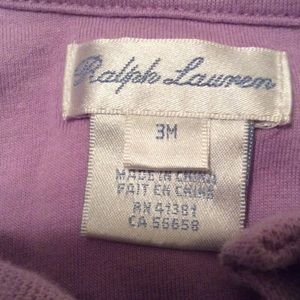 Ralph Lauren
3M
MADE IN CHINA
FAIT EN CHINE
RN 41381
CA 56658